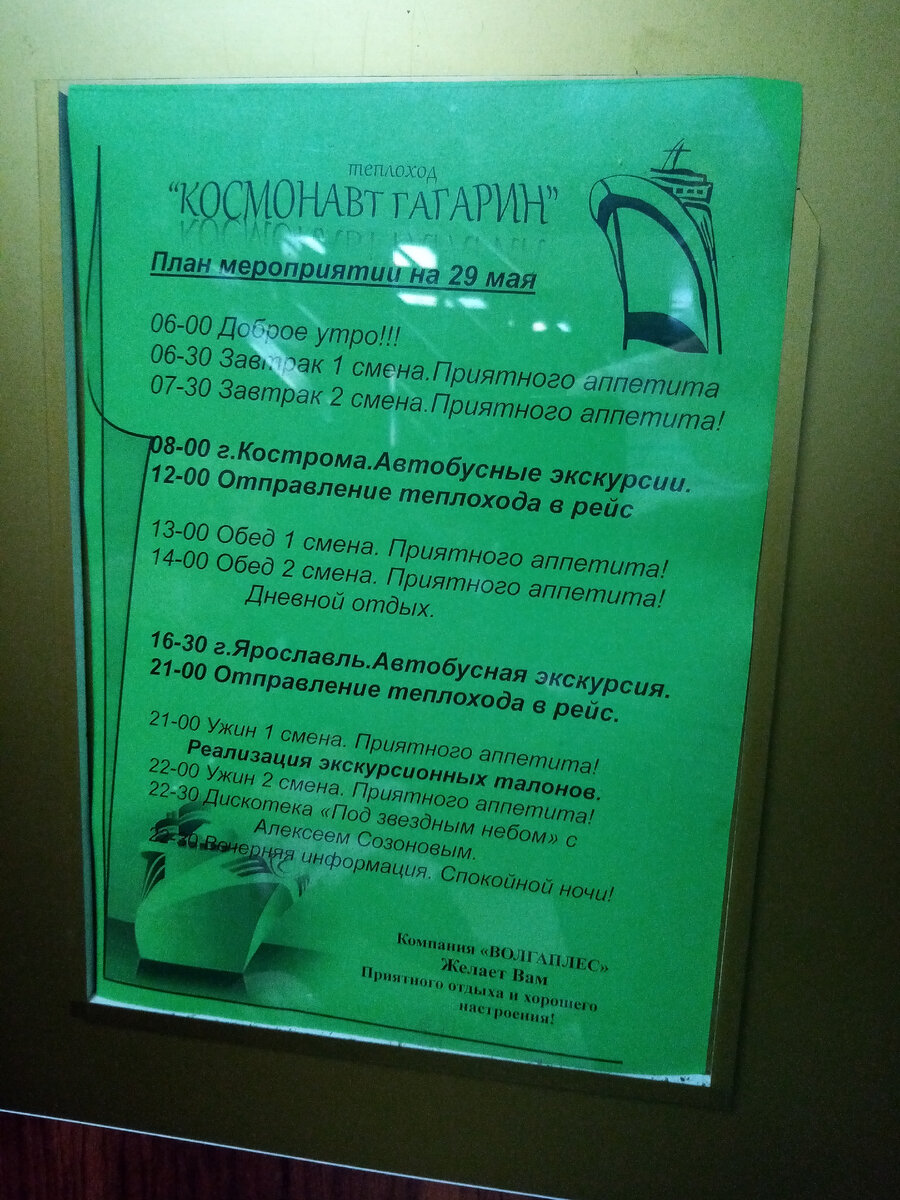 теплоход
"КОСМОНАВТ ГАГАРИН"
План мероприятий на 29 мая
06-00 Доброе утро!!!
06-30 Завтрак 1 смена.Приятного аппетита
07-30 Завтрак 2 смена.Приятного аппетита!
08-00 г.Кострома.Автобусные экскурсии.
12-00 Отправление теплохода в рейс
13-00 Обед 1 смена. Приятного аппетита!
14-00 Обед 2 смена. Приятного аппетита!
Дневной отдых.
16-30 г.Ярославль.Автобусная экскурсия.
21-00 Отправление теплохода в рейс.
21-00 Ужин 1 смена. Приятного аппетита!
Реализация экскурсионных талонов.
22-00 Ужин 2 смена. Приятного аппетита!
22-30 Дискотека «Под звездным небом» с
Алексеем Созоновым.
Вечерняя информация. Спокойной ночи!
Компания «ВОЛГАПЛЕС»
Желает Вам
Приятного отдыха и хорошего
настроения!